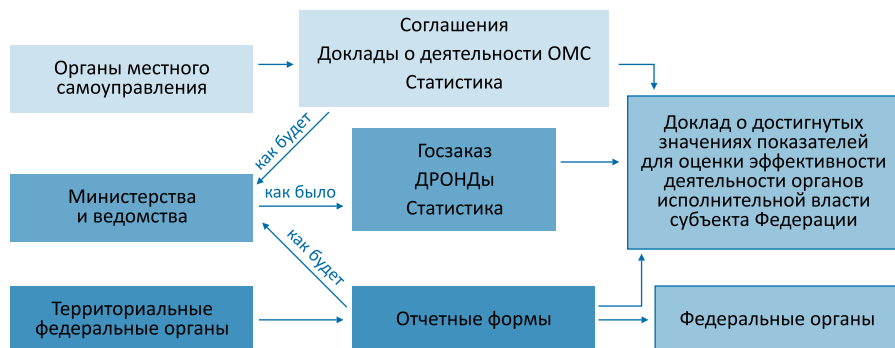 Органы местного
самоуправления
Соглашения
Доклады о деятельности ОМС
Статистика
как будет
Министерства
и ведомства
как было
Госзаказ
ДРОНДы
Статистика
Доклад о достигнутых
значениях показателей
для оценки эффективности
деятельности органов
исполнительной власти
субъекта Федерации
как будет
Территориальные
федеральные органы
Отчетные формы
Федеральные органы